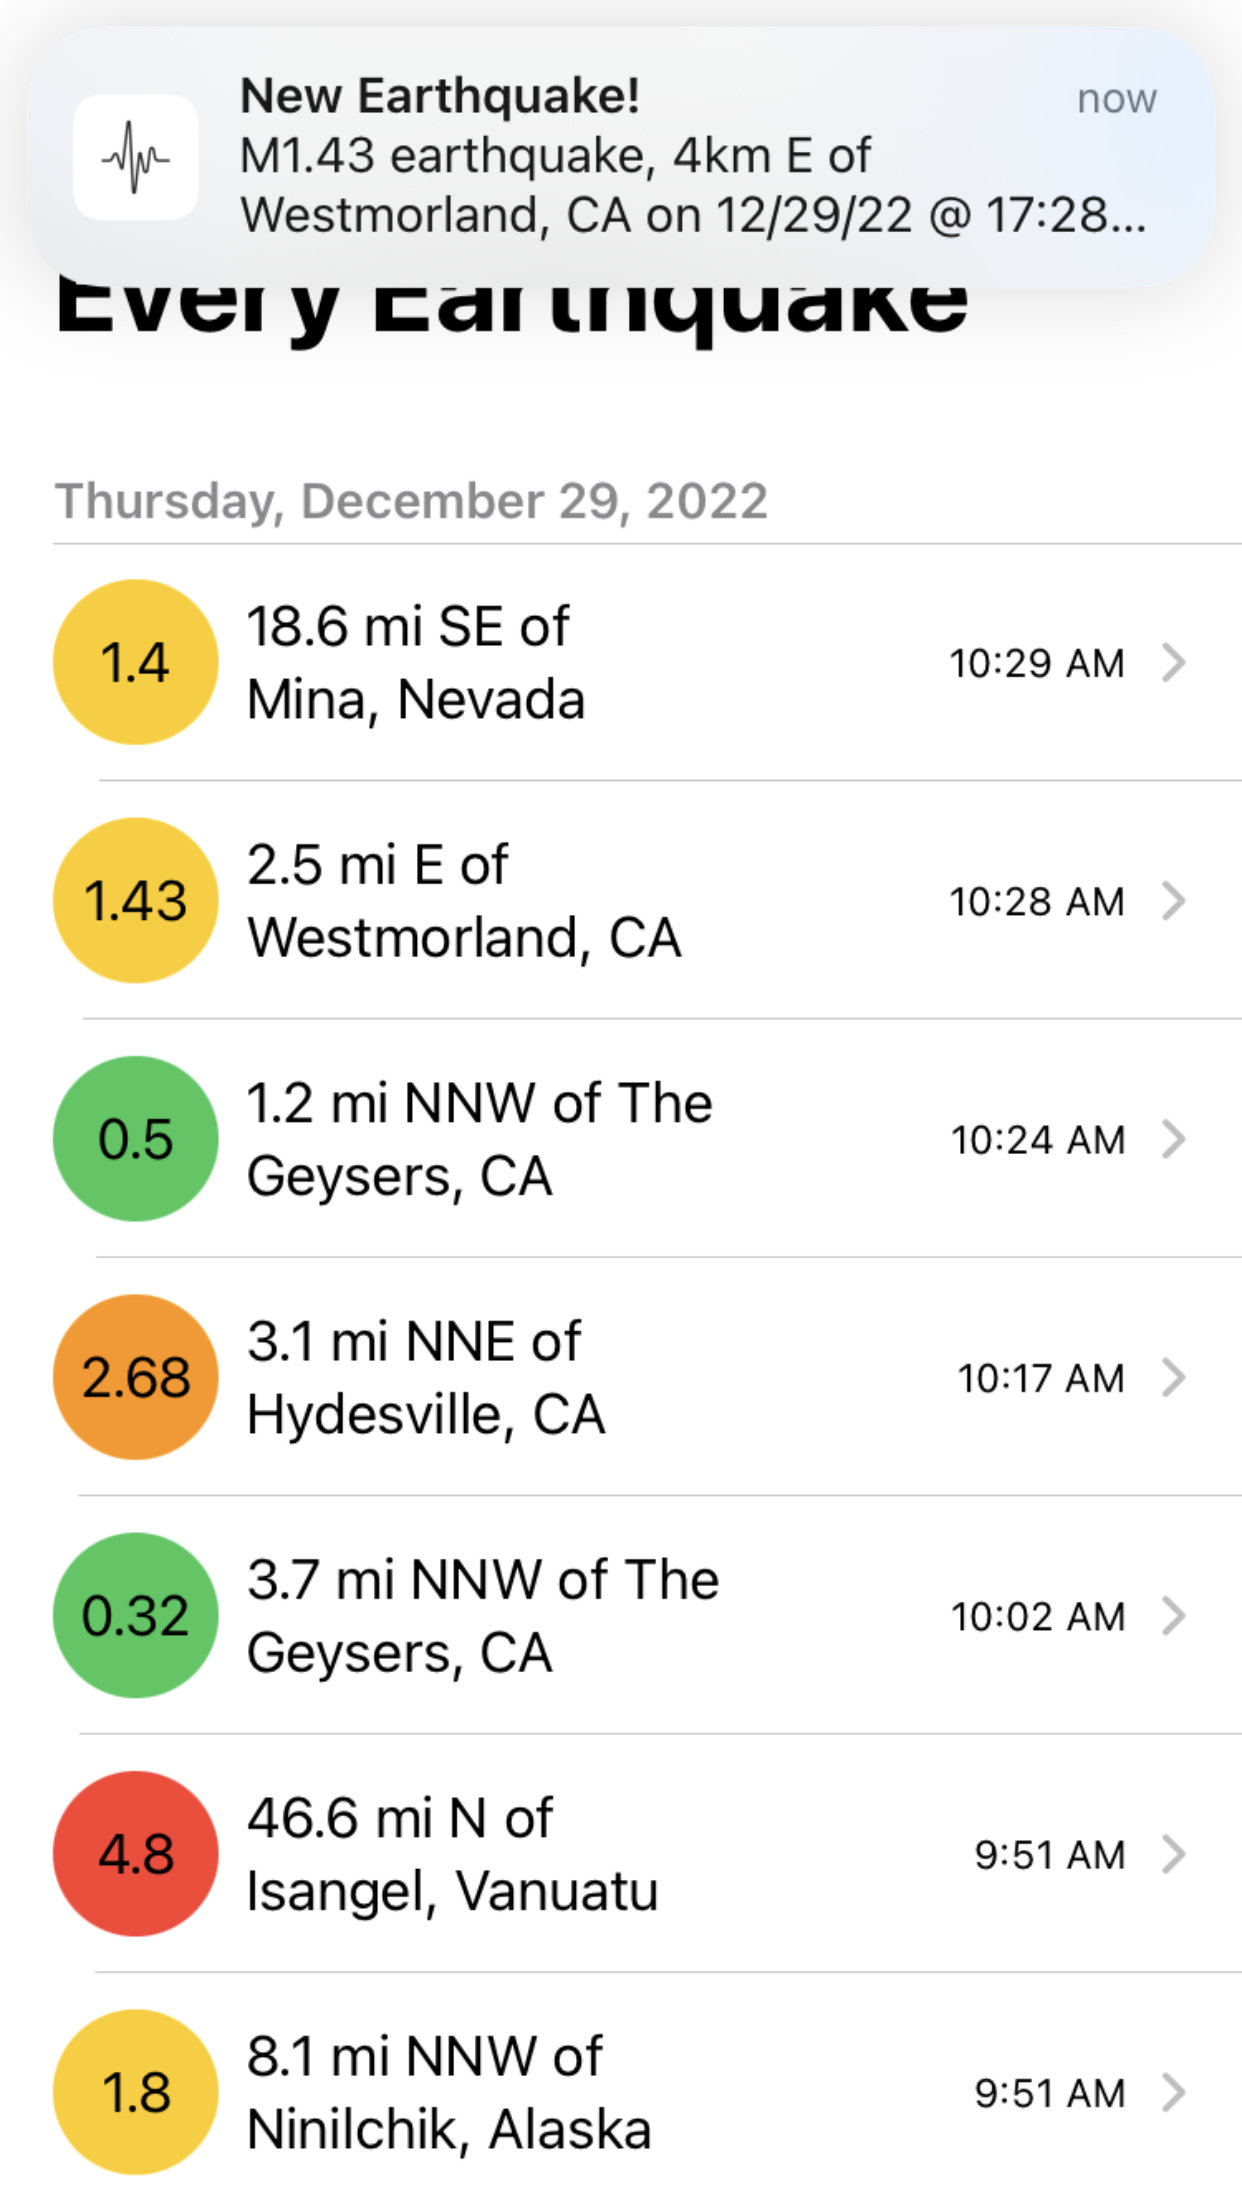 New Earthquake!
now
M1.43 earthquake, 4km E of
Westmorland, CA on 12/29/22 @ 17:28...
Every Earthquake
Thursday, December 29, 2022
1.4
18.6 mi SE of
Mina, Nevada
10:29 AM
1.43
2.5 mi E of
Westmorland, CA
10:28 AM
0.5
1.2 mi NNW of The
Geysers, CA
10:24 AM
2.68
3.1 mi NNE of
Hydesville, CA
10:17 AM
0.32
3.7 mi NNW of The
Geysers, CA
10:02 AM
4.8
46.6 mi N of
Isangel, Vanuatu
9:51 AM
1.8
8.1 mi NNW of
Ninilchik, Alaska
9:51 AM